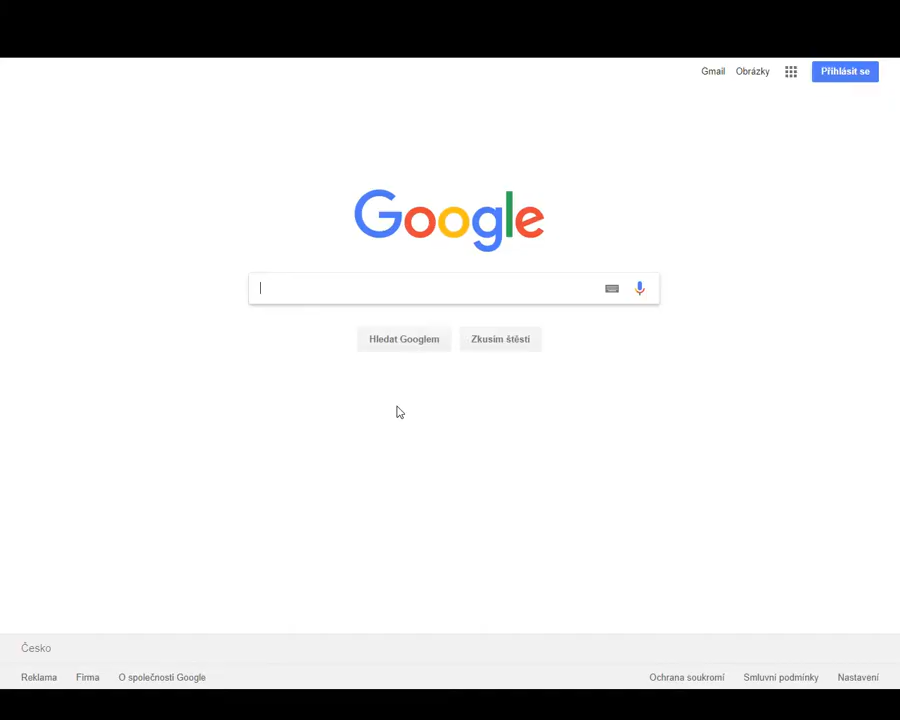 Gmail Obrázky Přihlásit se
Google
Hledat Googlem Zkusím štěstí
Česko
Reklama Firma O společnosti Google Ochrana soukromí Smluvní podmínky Nastavení